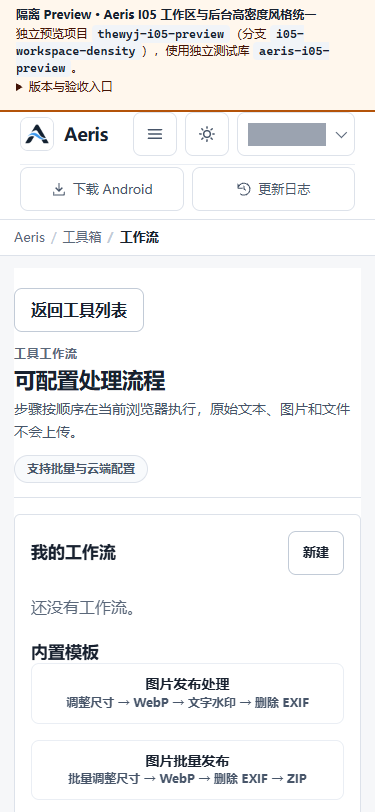 隔离 Preview · Aeris I05 工作区与后台高密度风格统一
独立预览项目 thewyj-i05-preview （分支 i05-
workspace-density ），使用独立测试库 aeris-i05-
preview 。
▶ 版本与验收入口
Aeris
下载 Android
更新日志
Aeris / 工具箱 / 工作流
返回工具列表
工具工作流
可配置处理流程
步骤按顺序在当前浏览器执行，原始文本、图片和文件
不会上传。
支持批量与云端配置
我的工作流
新建
还没有工作流。
内置模板
图片发布处理
调整尺寸 → WebP → 文字水印 → 删除 EXIF
图片批量发布
批量调整尺寸 → WebP → 删除 EXIF → ZIP